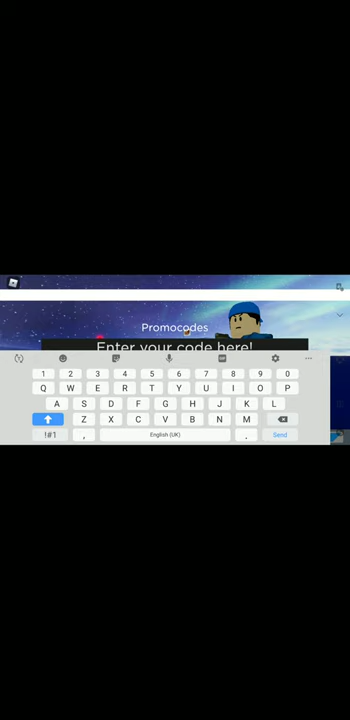 Promocodes
Enter your code here!
GIF
1 2 3 4 5 6 7 8 9 0
Q W E R T Y U I O P
A S D F G H J K L
Z X C V B N M
!#1 , English (UK) . Send